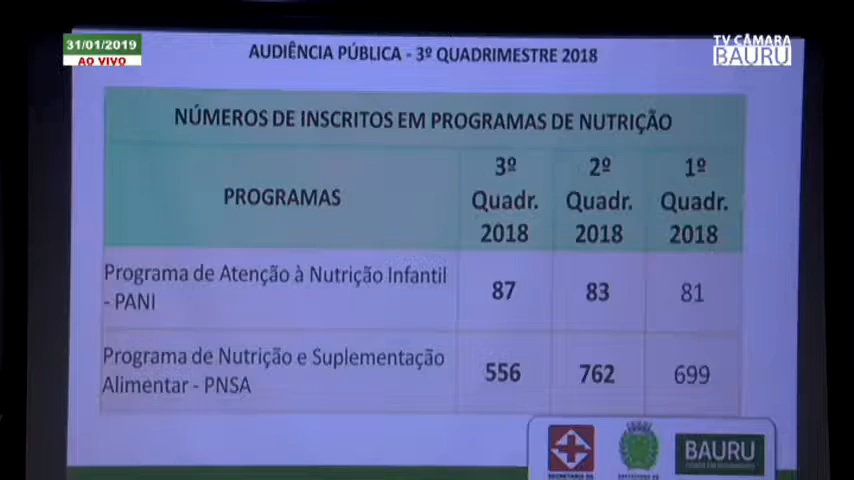 31/01/2019
AO VIVO
TV CÂMARA
BAURU
AUDIÊNCIA PÚBLICA - 3º QUADRIMESTRE 2018
NÚMEROS DE INSCRITOS EM PROGRAMAS DE NUTRIÇÃO
PROGRAMAS
3º Quadr. 2018
2º Quadr. 2018
1º Quadr. 2018
Programa de Atenção à Nutrição Infantil
- PANI
87
83
81
Programa de Nutrição e Suplementação
Alimentar - PNSA
556
762
699
BAURU